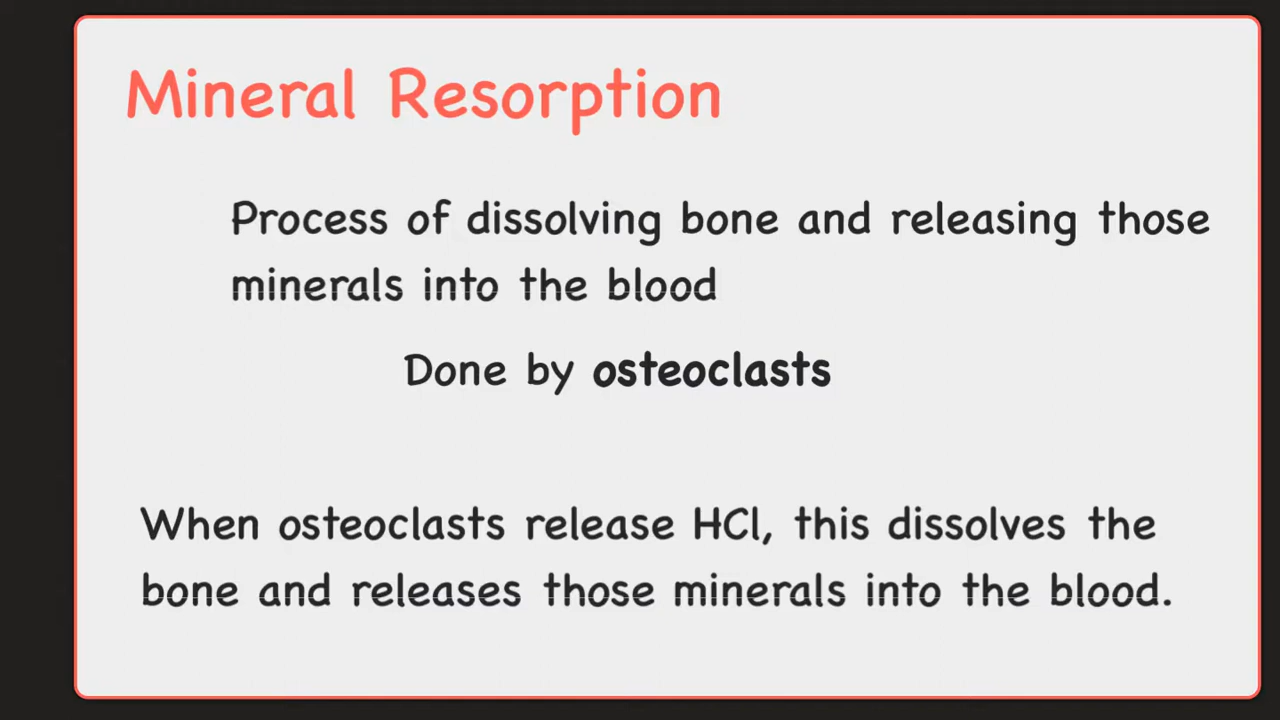 Mineral Resorption
Process of dissolving bone and releasing those
minerals into the blood
Done by osteoclasts
When osteoclasts release HCl, this dissolves the
bone and releases those minerals into the blood.